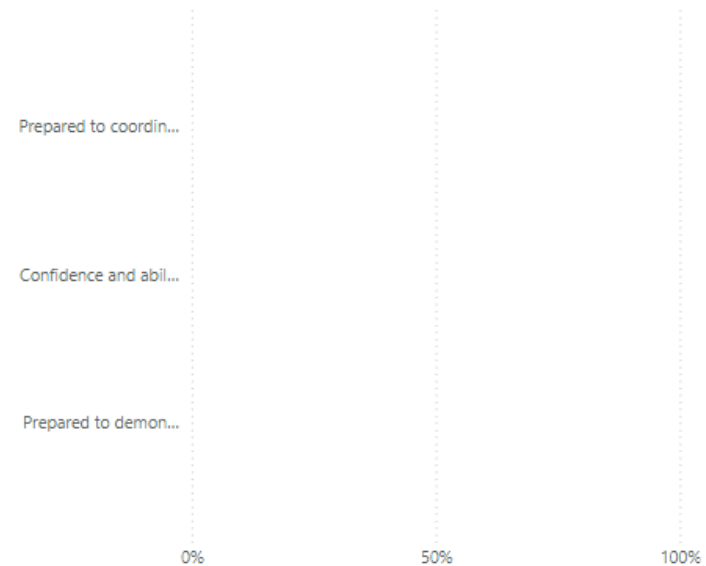 Prepared to coordin...
Confidence and abil...
Prepared to demon...
0% 50% 100%